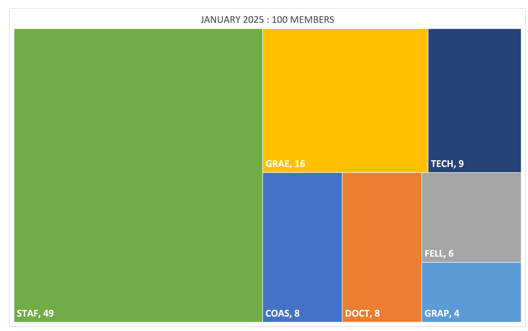 JANUARY 2025 : 100 MEMBERS
STAF, 49
GRAE, 16
TECH, 9
COAS, 8
DOCT, 8
FELL, 6
GRAP, 4